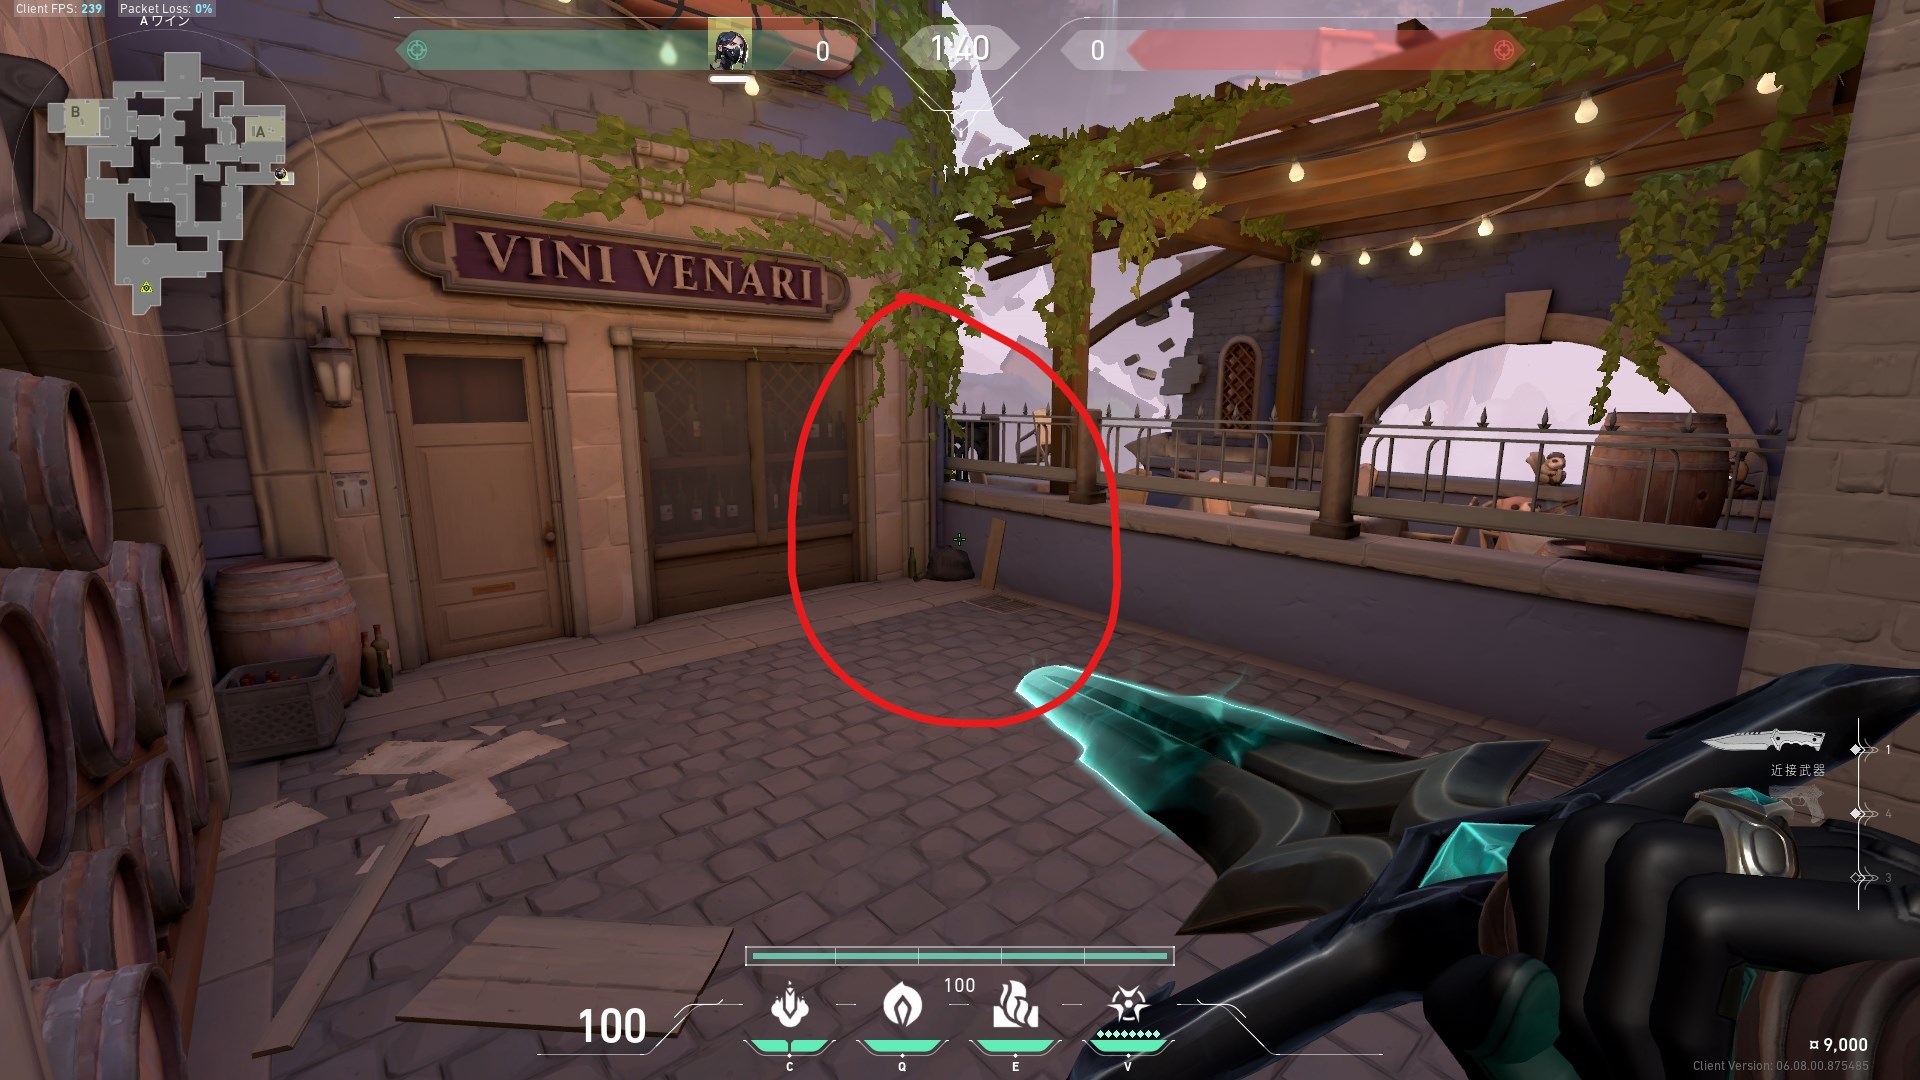 Client FPS: 239 Packet Loss: 0%
A ワイン
B
A
0
1:40
0
VINI VENARI
1
近接武器
4
3
100
100
C
Q
E
V
¤ 9,000
Client Version: 06.08.00.875485